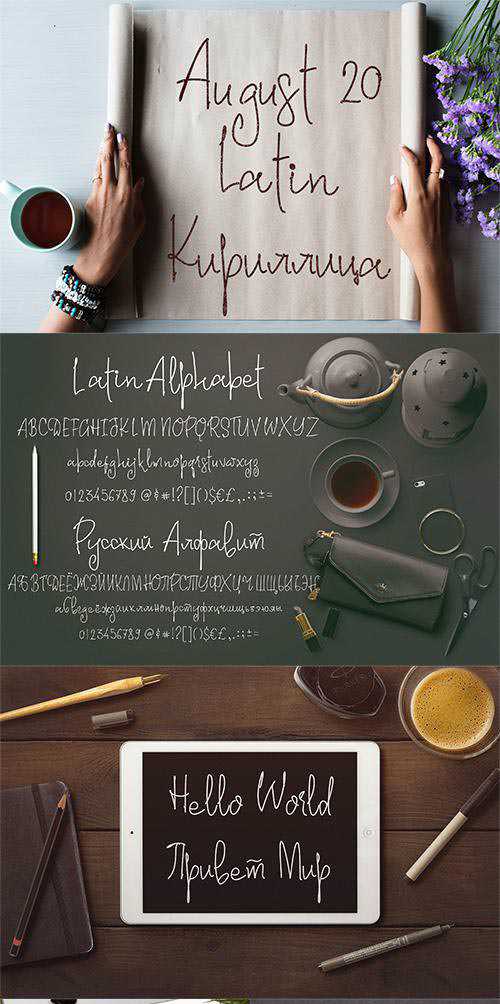 August 20
Latin
Кириллица
Latin Alphabet
ABCDEFGHIJKLMNOPQRSTUVWXYZ
abcdefghijklmnopqrstuvwxyz
0123456789@&#!?[]()$€£,.:;±=
Русский Алфавит
0123456789@&#!?[]()$€£,.:;±=
Hello World
Привет Мир